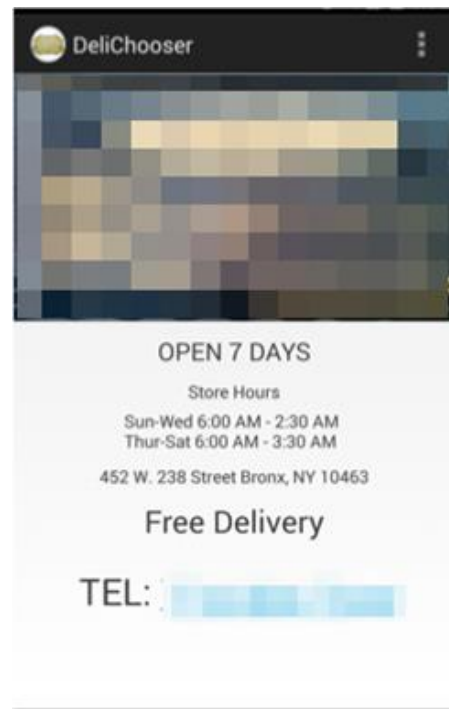 DeliChooser
OPEN 7 DAYS
Store Hours
Sun-Wed 6:00 AM - 2:30 AM
Thur-Sat 6:00 AM - 3:30 AM
452 W. 238 Street Bronx, NY 10463
Free Delivery
TEL: